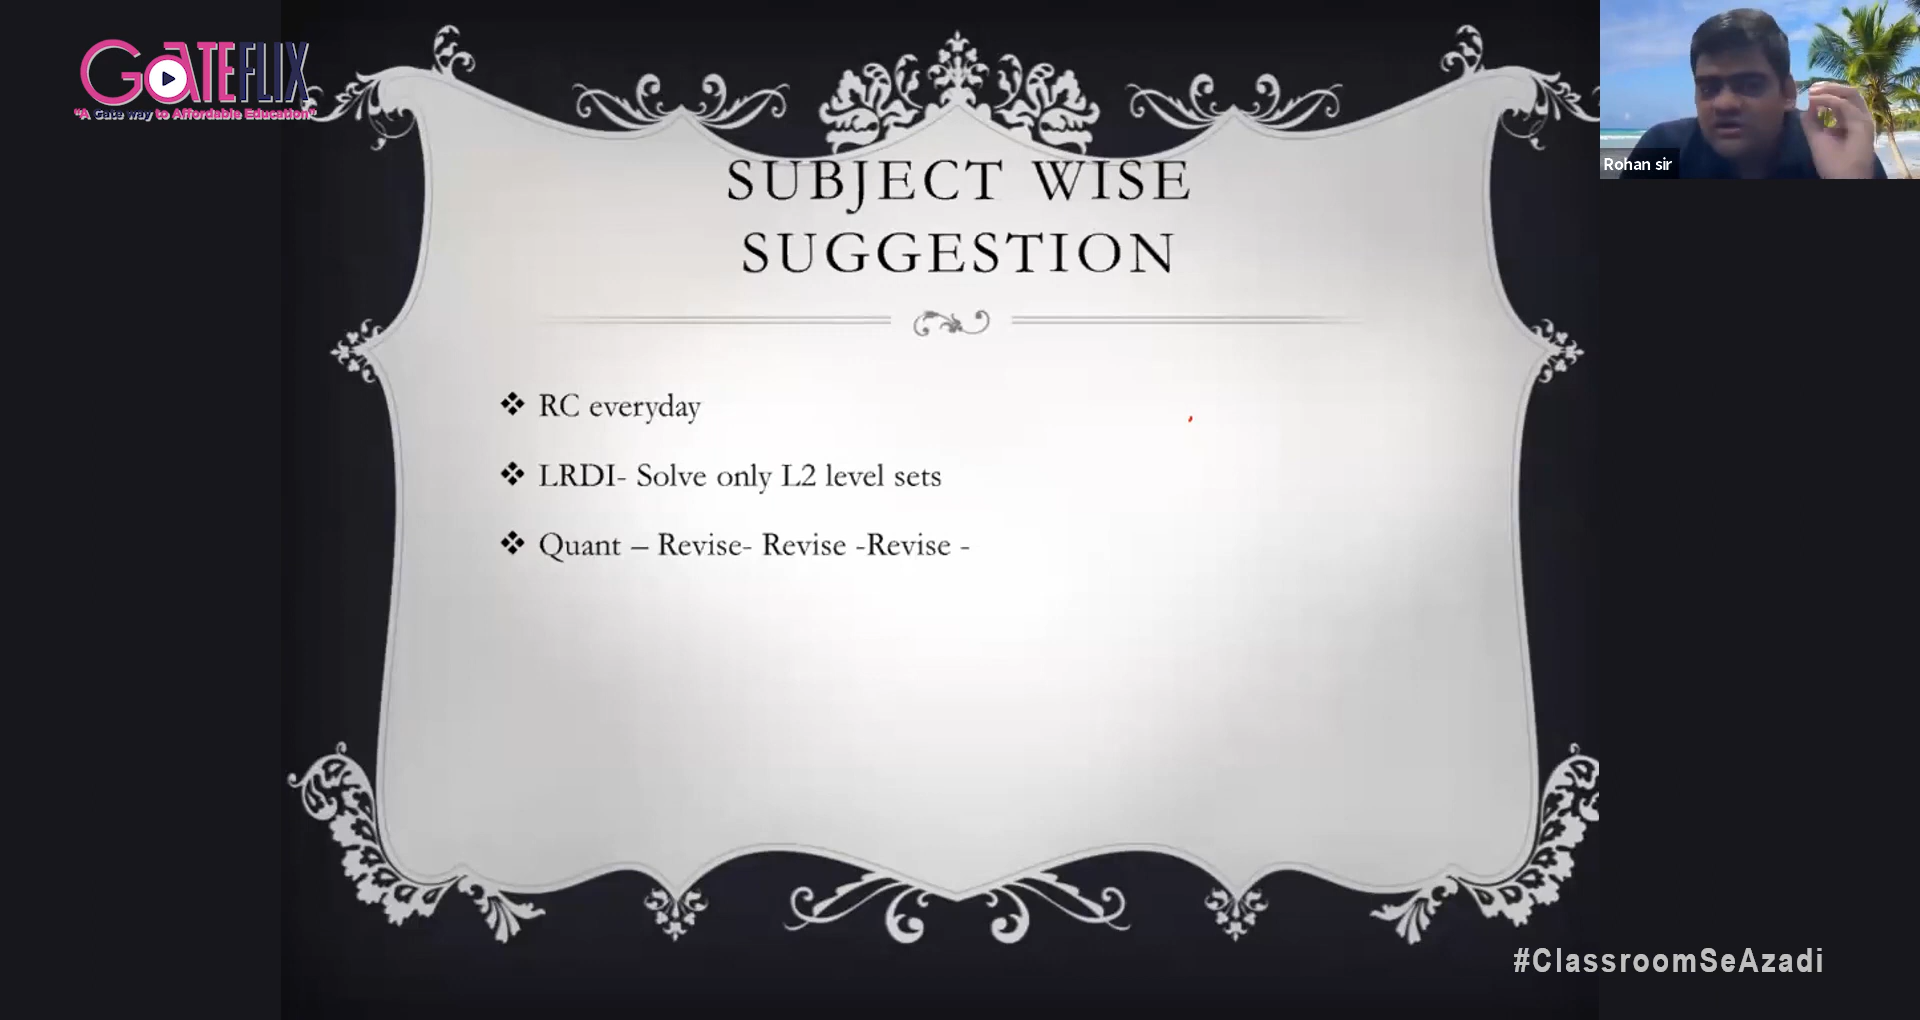 GATEFLIX
"A Gate way to Affordable Education"
Rohan sir
SUBJECT WISE
SUGGESTION
❖ RC everyday
❖ LRDI- Solve only L2 level sets
❖ Quant – Revise- Revise -Revise -
#ClassroomSeAzadi